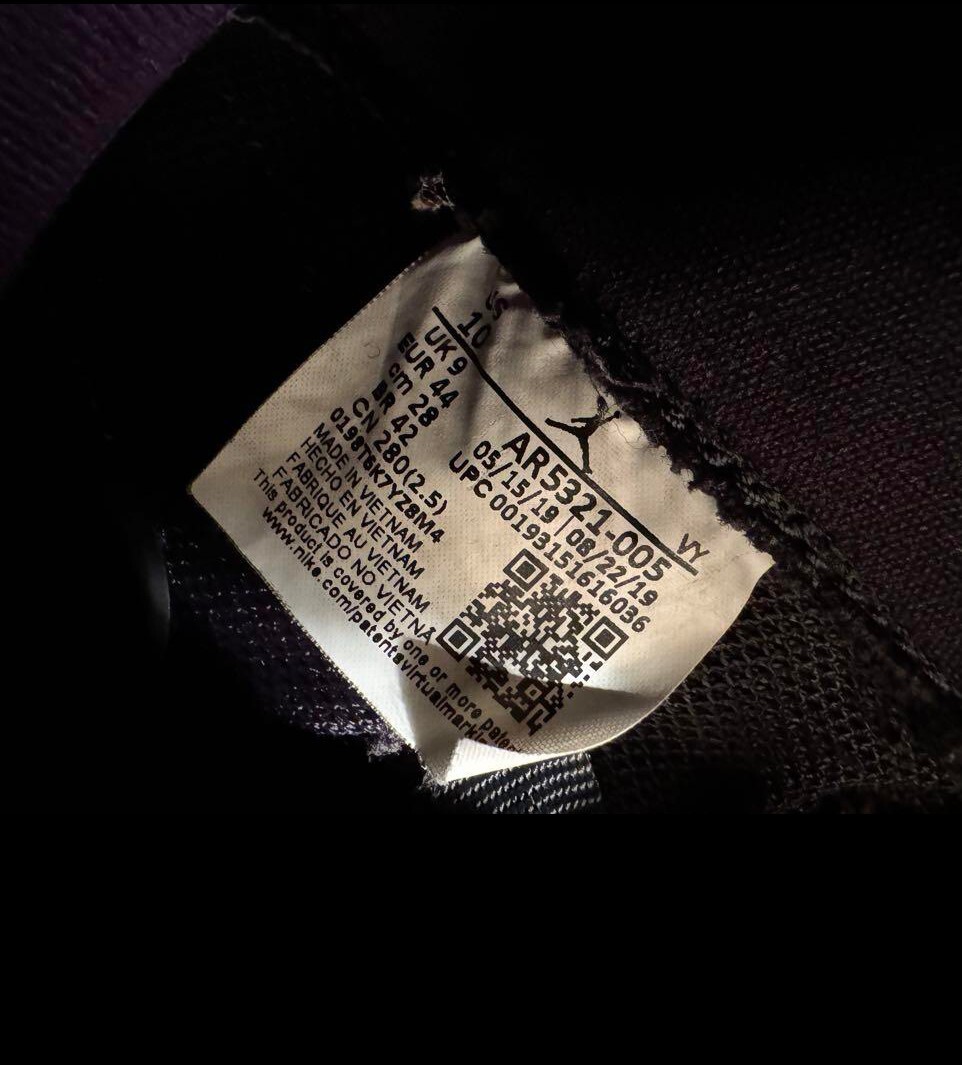 US
10
UK 9
EUR 44
cm 28
BR 42
CN 280(2.5)
0198T6K7YZ8M4
MADE IN VIETNAM
HECHO EN VIETNAM
FABRIQUE AU VIETNAM
FABRICADO NO VIETNÃ
This product is covered by one or more
www.nike.com/patentavirtualmarki
VY
AR5321-005
05/15/19 | 08/22/19
UPC 00193151616036